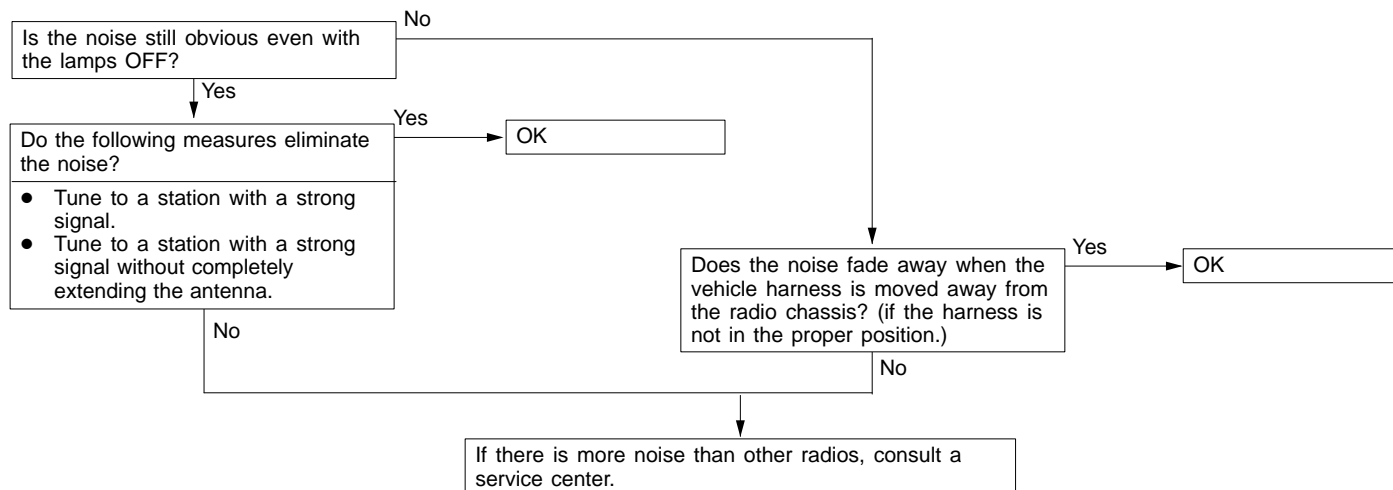 No
Is the noise still obvious even with
the lamps OFF?
Yes
Do the following measures eliminate
the noise?
Yes
OK
● Tune to a station with a strong
signal.
● Tune to a station with a strong
signal without completely
extending the antenna.
No
Does the noise fade away when the
vehicle harness is moved away from
the radio chassis? (if the harness is
not in the proper position.)
Yes
OK
No
If there is more noise than other radios, consult a
service center.